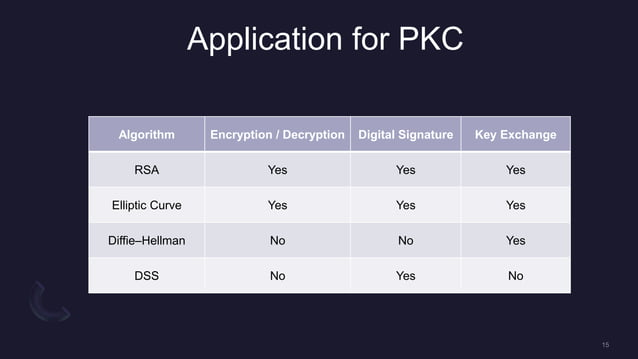 Application for PKC
Algorithm Encryption / Decryption Digital Signature Key Exchange
RSA Yes Yes Yes
Elliptic Curve Yes Yes Yes
Diffie–Hellman No No Yes
DSS No Yes No
15